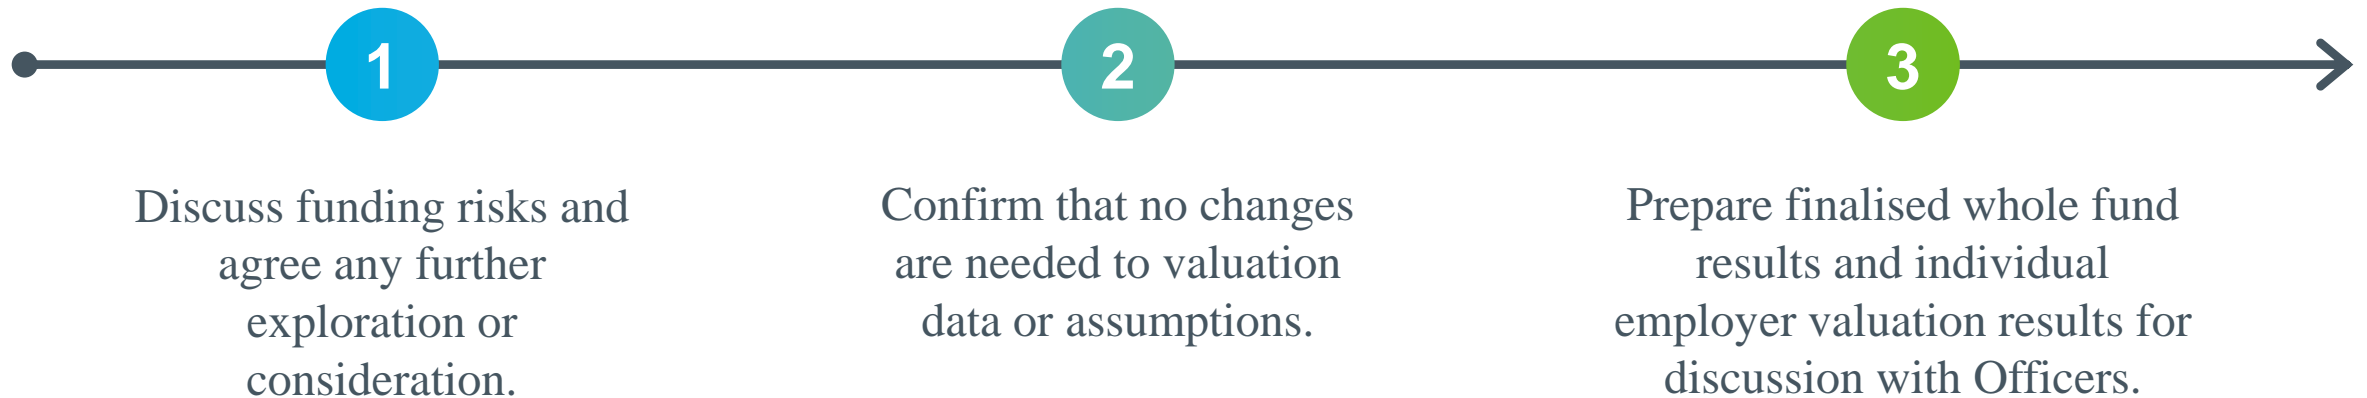 1
Discuss funding risks and
agree any further
exploration or
consideration.
2
Confirm that no changes
are needed to valuation
data or assumptions.
3
Prepare finalised whole fund
results and individual
employer valuation results for
discussion with Officers.